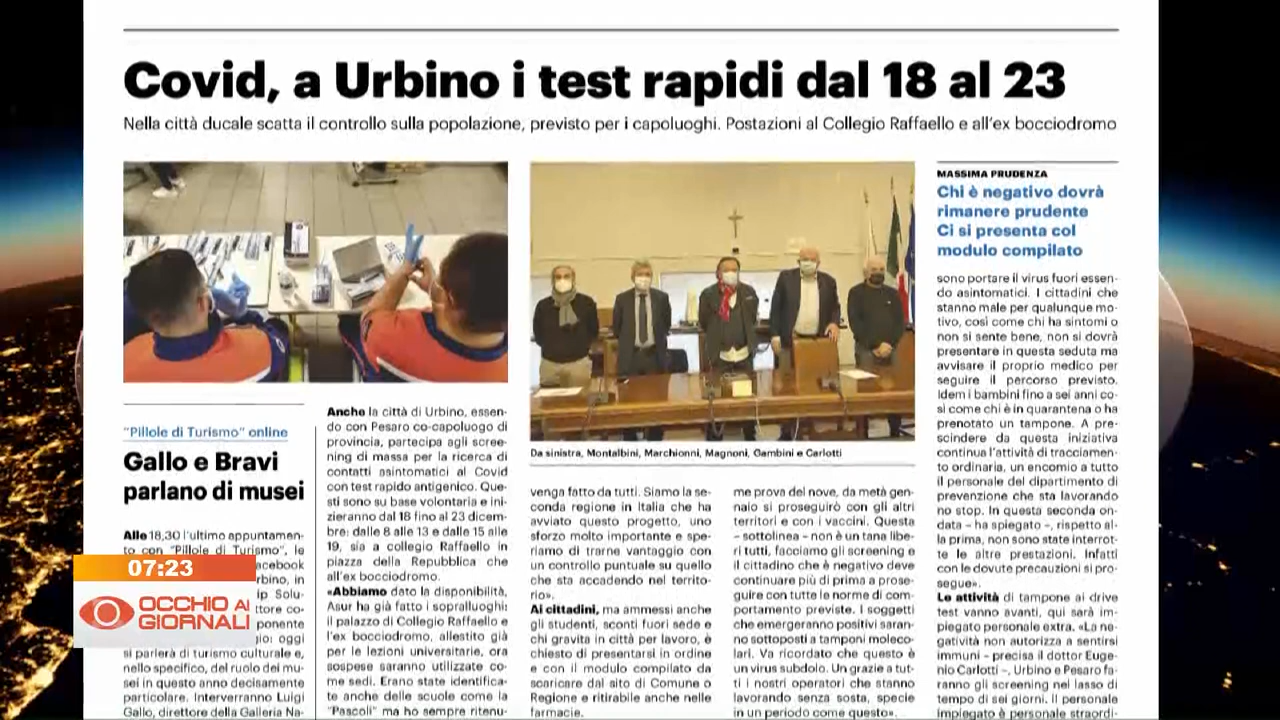 Covid, a Urbino i test rapidi dal 18 al 23
Nella città ducale scatta il controllo sulla popolazione, previsto per i capoluoghi. Postazioni al Collegio Raffaello e all'ex bocciodromo
"Pillole di Turismo" online
Gallo e Bravi
parlano di musei
Alle 18,30 l'ultimo appuntamen-
to con "Pillole di Turismo", le
acebook
rbino, in
ip Solu-
ttore co-
ponente
gio: oggi
si parlerà di turismo culturale e,
nello specifico, del ruolo dei mu-
sei in questo anno decisamente
particolare. Interverranno Luigi
Gallo, direttore della Galleria Na-
Anche la città di Urbino, essen-
do con Pesaro co-capoluogo di
provincia, partecipa agli scree-
ning di massa per la ricerca di
contatti asintomatici al Covid
con test rapido antigenico. Que-
sti sono su base volontaria e ini-
zieranno dal 18 fino al 23 dicem-
bre: dalle 8 alle 13 e dalle 15 alle
19, sia a collegio Raffaello in
piazza della Repubblica che
all'ex bocciodromo.
«Abbiamo dato la disponibilità,
Asur ha già fatto i sopralluoghi:
il palazzo di Collegio Raffaello e
l'ex bocciodromo, allestito già
per le lezioni universitarie, ora
sospese saranno utilizzate co-
me sedi. Erano state identifica-
te anche delle scuole come la
"Pascoli" ma ho sempre ritenu-
Da sinistra, Montalbini, Marchionni, Magnoni, Gambini e Carlotti
venga fatto da tutti. Siamo la se-
conda regione in Italia che ha
avviato questo progetto, uno
sforzo molto importante e spe-
riamo di trarne vantaggio con
un controllo puntuale su quello
che sta accadendo nel territo-
rio».
Ai cittadini, ma ammessi anche
gli studenti, sconti fuori sede e
chi gravita in città per lavoro, è
chiesto di presentarsi in ordine
e con il modulo compilato da
scaricare dal sito di Comune o
Regione e ritirabile anche nelle
farmacie.
me prova del nove, da metà gen-
naio si proseguirò con gli altri
territori e con i vaccini. Questa
– sottolinea – non è un tana libe-
ri tutti, facciamo gli screening e
il cittadino che è negativo deve
continuare più di prima a prose-
guire con tutte le norme di com-
portamento previste. I soggetti
che emergeranno positivi saran-
no sottoposti a tamponi moleco-
lari. Va ricordato che questo è
un virus subdolo. Un grazie a tut-
ti i nostri operatori che stanno
lavorando senza sosta, specie
in un periodo come questo».
MASSIMA PRUDENZA
Chi è negativo dovrà
rimanere prudente
Ci si presenta col
modulo compilato
sono portare il virus fuori essen-
do asintomatici. I cittadini che
stanno male per qualunque mo-
tivo, così come chi ha sintomi o
non si sente bene, non si dovrà
presentare in questa seduta ma
avvisare il proprio medico per
seguire il percorso previsto.
Idem i bambini fino a sei anni co-
sì come chi è in quarantena o ha
prenotato un tampone. A pre-
scindere da questa iniziativa
continua l'attività di tracciamen-
to ordinaria, un encomio a tutto
il personale del dipartimento di
prevenzione che sta lavorando
no stop. In questa seconda on-
data – ha spiegato –, rispetto al-
la prima, non sono state interrot-
te le altre prestazioni. Infatti
con le dovute precauzioni si pro-
segue».
Le attività di tampone ai drive
test vanno avanti, qui sarà im-
piegato personale extra. «La ne-
gatività non autorizza a sentirsi
immuni – precisa il dottor Euge-
nio Carlotti –, Urbino e Pesaro fa-
ranno gli screening nel lasso di
tempo di sei giorni. Il personale
impiegato è personale straordi-
07:23
OCCHIO AI
GIORNALI